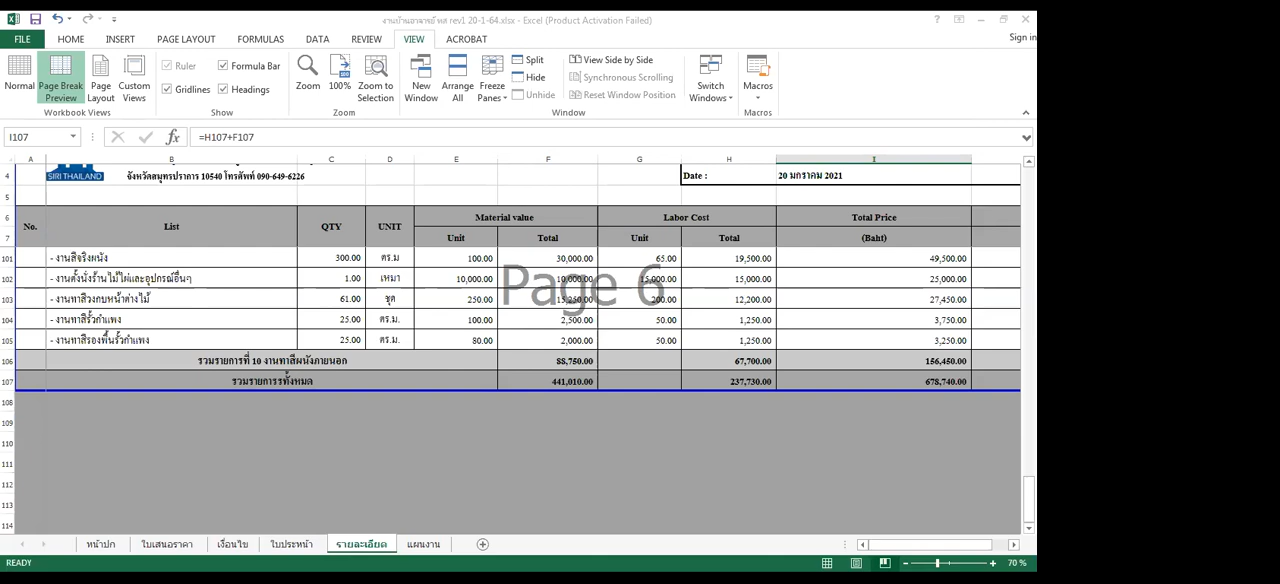 งานบ้านอาจารย์ หส rev1 20-1-64.xlsx - Excel (Product Activation Failed)
FILE HOME INSERT PAGE LAYOUT FORMULAS DATA REVIEW VIEW ACROBAT Sign in
Normal Page Break Preview Page Layout Custom Views
Ruler Formula Bar
Gridlines Headings
Zoom 100% Zoom to Selection
New Window Arrange All Freeze Panes
Split
Hide
Unhide
View Side by Side
Synchronous Scrolling
Reset Window Position
Switch Windows Macros
Workbook Views Show Zoom Window Macros
I107 fx =H107+F107
A B C D E F G H I
4 SIRI THAILAND จังหวัดสมุทรปราการ 10540 โทรศัพท์ 090-649-6226 Date : 20 มกราคม 2021
5
6 No. List QTY UNIT Material value Labor Cost Total Price
7 Unit Total Unit Total (Baht)
101 - งานสีจริงผนัง 300.00 ตร.ม 100.00 30,000.00 65.00 19,500.00 49,500.00
102 - งานตั้งนั่งร้านไม้ไผ่และอุปกรณ์อื่นๆ 1.00 เหมา 10,000.00 10,000.00 15,000.00 15,000.00 25,000.00
Page 6
103 - งานทาสีวงกบหน้าต่างไม้ 61.00 ชุด 250.00 15,250.00 200.00 12,200.00 27,450.00
104 - งานทาสีรั้วกำแพง 25.00 ตร.ม. 100.00 2,500.00 50.00 1,250.00 3,750.00
105 - งานทาสีรองพื้นรั้วกำแพง 25.00 ตร.ม. 80.00 2,000.00 50.00 1,250.00 3,250.00
106 รวมรายการที่ 10 งานทาสีผนังภายนอก 88,750.00 67,700.00 156,450.00
107 รวมรายการรทั้งหมด 441,010.00 237,730.00 678,740.00
108
109
110
111
112
113
114
หน้าปก ใบเสนอราคา เงื่อนไข ใบประหน้า รายละเอียด แผนงาน
READY 70 %